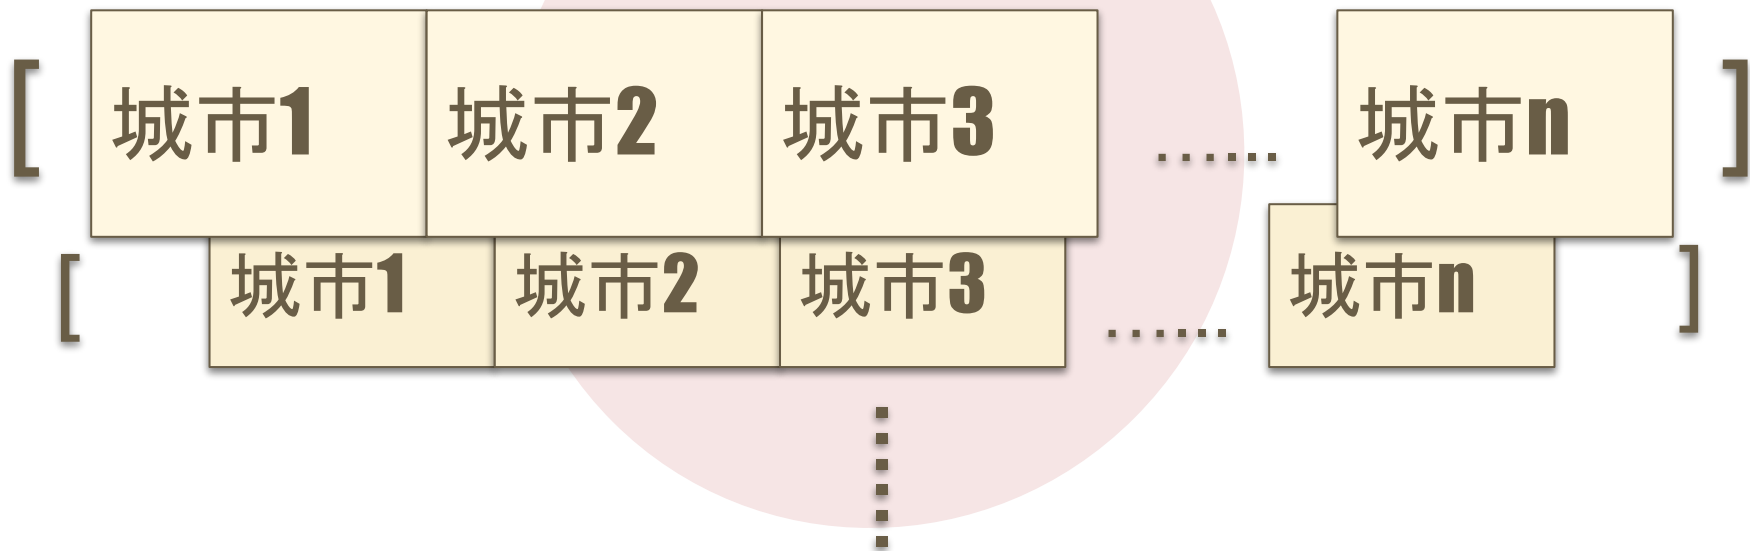 [ 城市1 城市2 城市3 ...... 城市n ]
[ 城市1 城市2 城市3 ...... 城市n ]